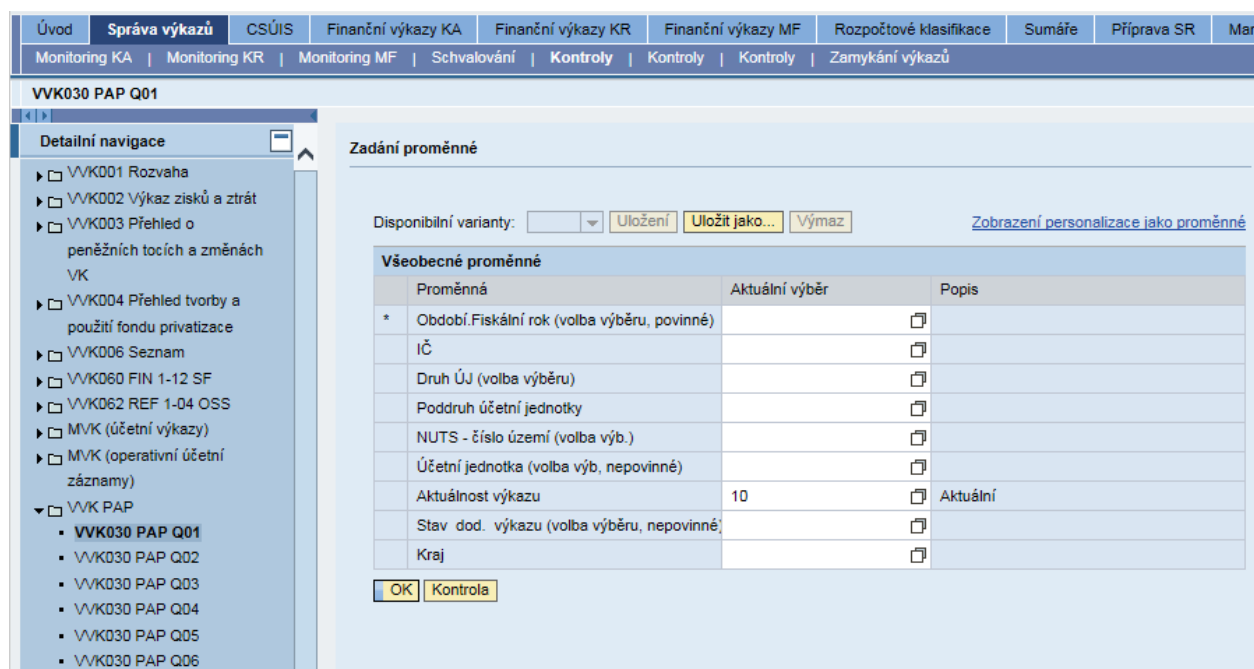 Úvod Správa výkazů CSÚIS Finanční výkazy KA Finanční výkazy KR Finanční výkazy MF Rozpočtové klasifikace Sumáře Příprava SR Mar
Monitoring KA | Monitoring KR | Monitoring MF | Schvalování | Kontroly | Kontroly | Kontroly | Zamykání výkazů
VVK030 PAP Q01
Detailní navigace
VVK001 Rozvaha
VVK002 Výkaz zisků a ztrát
VVK003 Přehled o
peněžních tocích a změnách
VK
VVK004 Přehled tvorby a
použití fondu privatizace
VVK006 Seznam
VVK060 FIN 1-12 SF
VVK062 REF 1-04 OSS
MVK (účetní výkazy)
MVK (operativní účetní
záznamy)
VVK PAP
VVK030 PAP Q01
VVK030 PAP Q02
VVK030 PAP Q03
VVK030 PAP Q04
VVK030 PAP Q05
VVK030 PAP Q06
Zadání proměnné
Disponibilní varianty: Uložení Uložit jako... Výmaz Zobrazení personalizace jako proměnné
Všeobecné proměnné
Proměnná Aktuální výběr Popis
* Období.Fiskální rok (volba výběru, povinné)
IČ
Druh ÚJ (volba výběru)
Poddruh účetní jednotky
NUTS - číslo území (volba výb.)
Účetní jednotka (volba výb, nepovinné)
Aktuálnost výkazu 10 Aktuální
Stav dod. výkazu (volba výběru, nepovinné)
Kraj
OK Kontrola